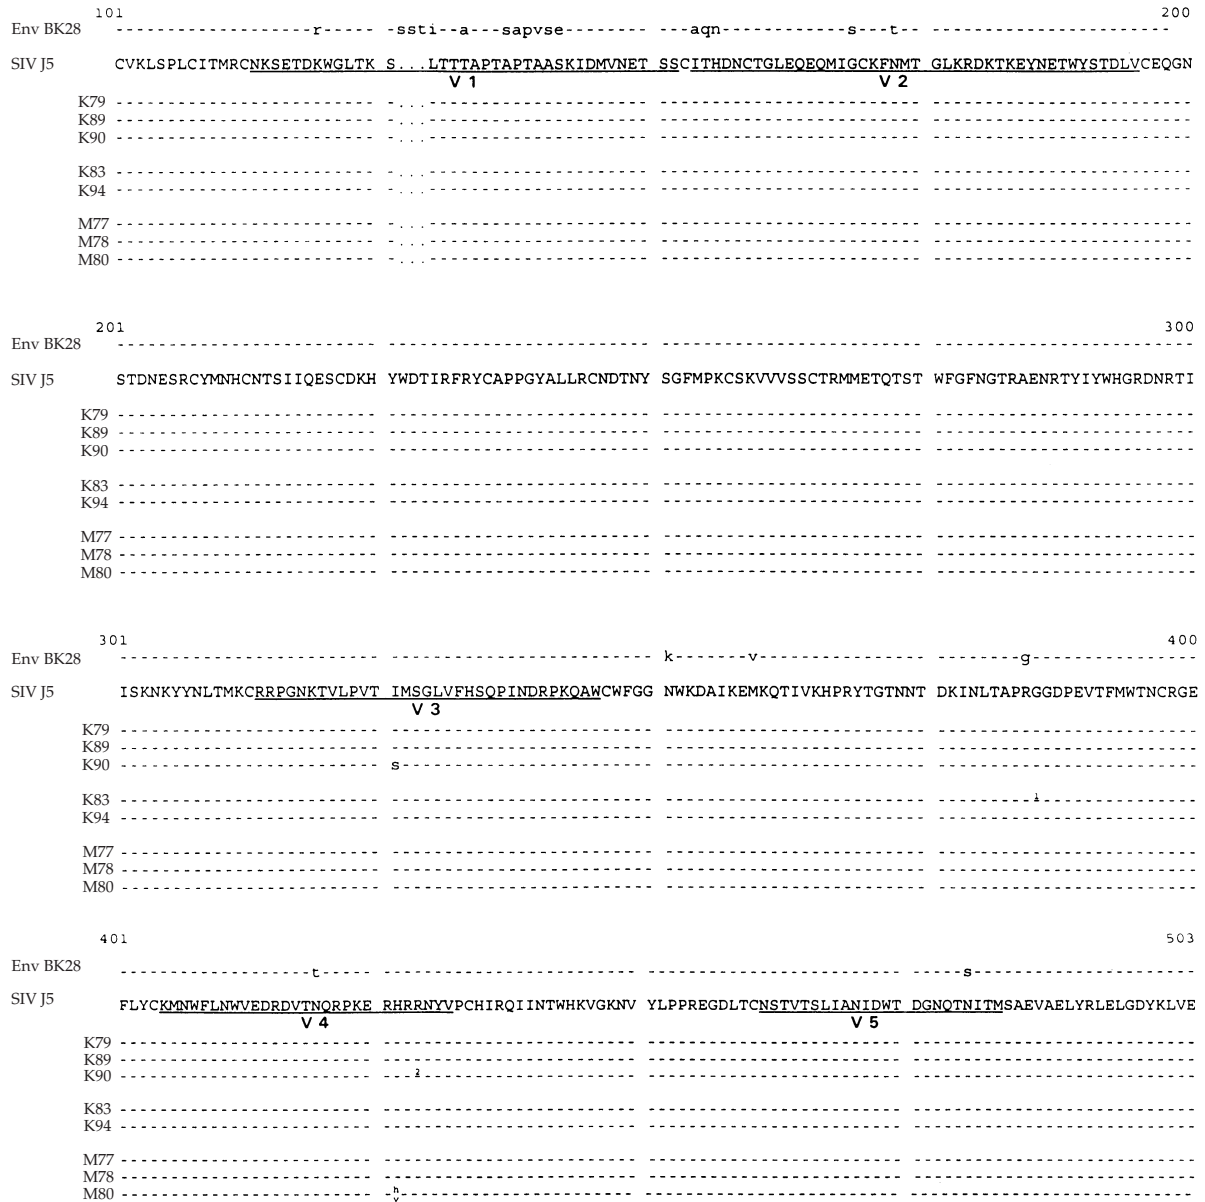 101 200
Env BK28 ------------------r------ -ssti--a---sapvse-------- ---aqn-----------s---t--- -------------------------
SIV J5 CVKLSPLCITMRCNKSETDKWGLTK S...LTTTAPTAPTAASKIDMVNET SSCITHDNCTGLEQEQMIGCKFNMT GLKRDKTKEYNETWYSTDLVCEQGN
V 1 V 2
K79 ------------------------- -...--------------------- ------------------------- -------------------------
K89 ------------------------- -...--------------------- ------------------------- -------------------------
K90 ------------------------- -...--------------------- ------------------------- -------------------------
K83 ------------------------- -...--------------------- ------------------------- -------------------------
K94 ------------------------- -...--------------------- ------------------------- -------------------------
M77 ------------------------- -...--------------------- ------------------------- -------------------------
M78 ------------------------- -...--------------------- ------------------------- -------------------------
M80 ------------------------- -...--------------------- ------------------------- -------------------------
201 300
Env BK28 ------------------------- ------------------------- ------------------------- -------------------------
SIV J5 STDNESRCYMNHCNTSIIQESCDKH YWDTIRFRYCAPPGYALLRCNDTNY SGFMPKCSKVVVSSCTRMMETQTST WFGFNGTRAENRTYIYWHGRDNRTI
K79 ------------------------- ------------------------- ------------------------- -------------------------
K89 ------------------------- ------------------------- ------------------------- -------------------------
K90 ------------------------- ------------------------- ------------------------- -------------------------
K83 ------------------------- ------------------------- ------------------------- -------------------------
K94 ------------------------- ------------------------- ------------------------- -------------------------
M77 ------------------------- ------------------------- ------------------------- -------------------------
M78 ------------------------- ------------------------- ------------------------- -------------------------
M80 ------------------------- ------------------------- ------------------------- -------------------------
301 400
Env BK28 ------------------------- ------------------------- k-------v---------------- --------g----------------
SIV J5 ISKNKYYNLTMKCRRPGNKTVLPVT IMSGLVFHSQPINDRPKQAWCWFGG NWKDAIKEMKQTIVKHPRYTGTNNT DKINLTAPRGGDPEVTFMWTNCRGE
V 3
K79 ------------------------- ------------------------- ------------------------- -------------------------
K89 ------------------------- ------------------------- ------------------------- -------------------------
K90 ------------------------- s------------------------ ------------------------- -------------------------
K83 ------------------------- ------------------------- ------------------------- ---------1---------------
K94 ------------------------- ------------------------- ------------------------- -------------------------
M77 ------------------------- ------------------------- ------------------------- -------------------------
M78 ------------------------- ------------------------- ------------------------- -------------------------
M80 ------------------------- ------------------------- ------------------------- -------------------------
401 503
Env BK28 ------------------t------ ------------------------- ------------------------- -----s----------------------
SIV J5 FLYCKMNWFLNWVEDRDVTNQRPKE RHRRNYVPCHIRQIINTWHKVGKNV YLPPREGDLTCNSTVTSLIANIDWT DGNQTNITMSAEVAELYRLELGDYKLVE
V 4 V 5
K79 ------------------------- ------------------------- ------------------------- ----------------------------
K89 ------------------------- ------------------------- ------------------------- ----------------------------
K90 ------------------------- ---2--------------------- ------------------------- ----------------------------
K83 ------------------------- ------------------------- ------------------------- ----------------------------
K94 ------------------------- ------------------------- ------------------------- ----------------------------
M77 ------------------------- ------------------------- ------------------------- ----------------------------
M78 ------------------------- ------------------------- ------------------------- ----------------------------
h
M80 ------------------------- -v----------------------- ------------------------- ----------------------------